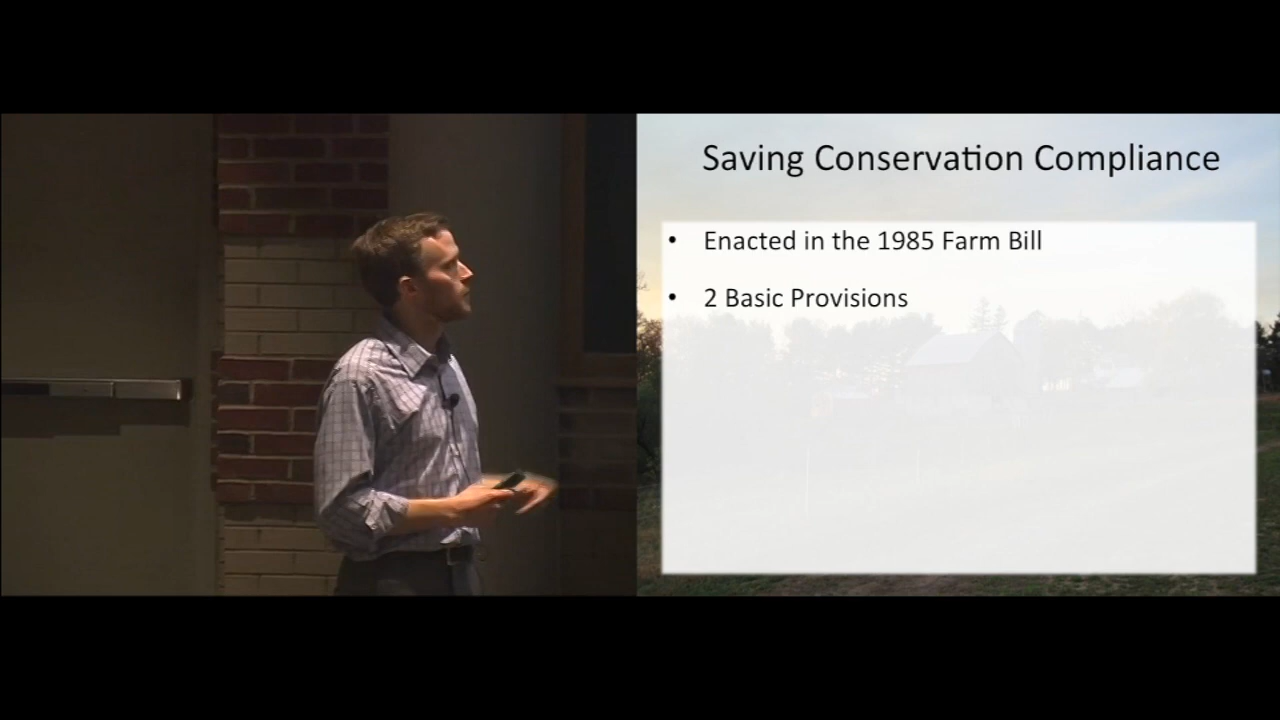 Saving Conservation Compliance
• Enacted in the 1985 Farm Bill
• 2 Basic Provisions